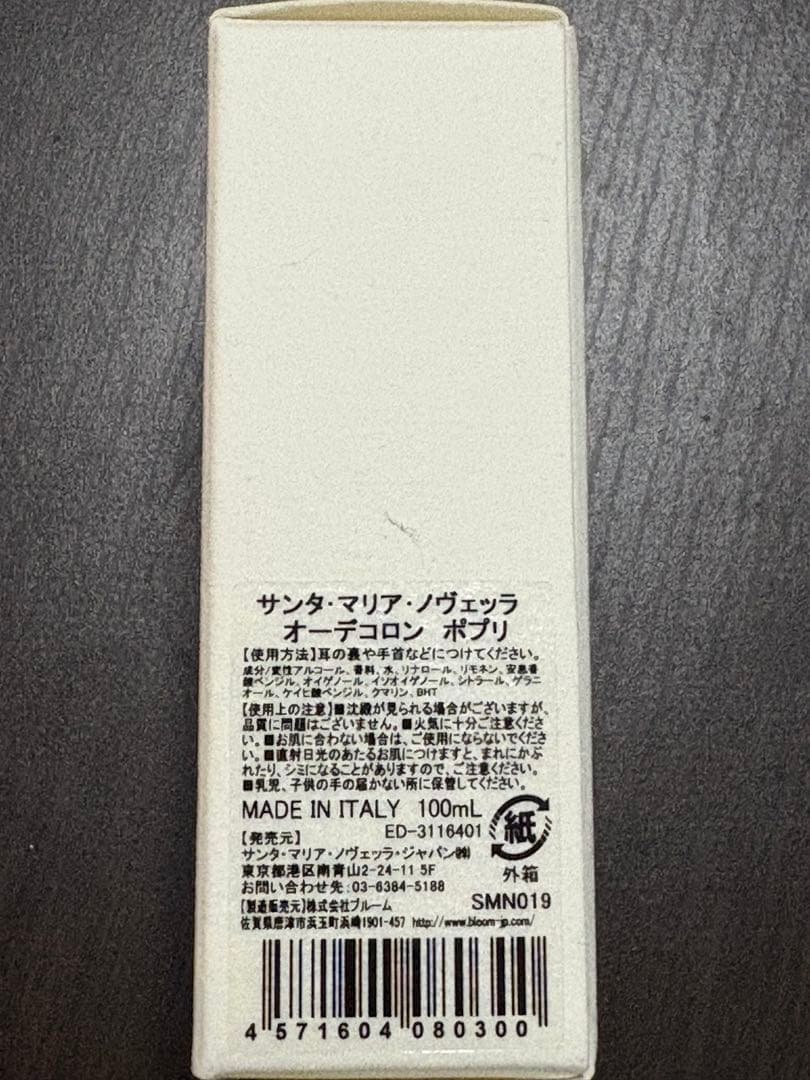 サンタ・マリア・ノヴェッラ
オーデコロン ポプリ
【使用方法】耳の裏や手首などにつけてください。
成分/変性アルコール、香料、水、リナロール、リモネン、安息香
酸ベンジル、オイゲノール、イソオイゲノール、シトラール、ゲラニ
オール、ケイヒ酸ベンジル、クマリン、BHT
【使用上の注意】■沈殿が見られる場合がございますが、
品質に問題はございません。■火気に十分ご注意くださ
い。■お肌に合わない場合は、ご使用にならないでくださ
い。■直射日光のあたるお肌につけますと、まれにかぶ
れたり、シミになることがありますので、ご注意ください。
■乳児、子供の手の届かない所に保管してください。
MADE IN ITALY 100mL
ED-3116401
紙
外箱
【発売元】
サンタ・マリア・ノヴェッラ・ジャパン㈱
東京都港区南青山2-24-11 5F
お問い合わせ先:03-6384-5188
SMN019
【製造販売元】株式会社ブルーム
佐賀県唐津市浜玉町浜崎1901-457 http://www.bloom-jp.com/
4 571604 080300